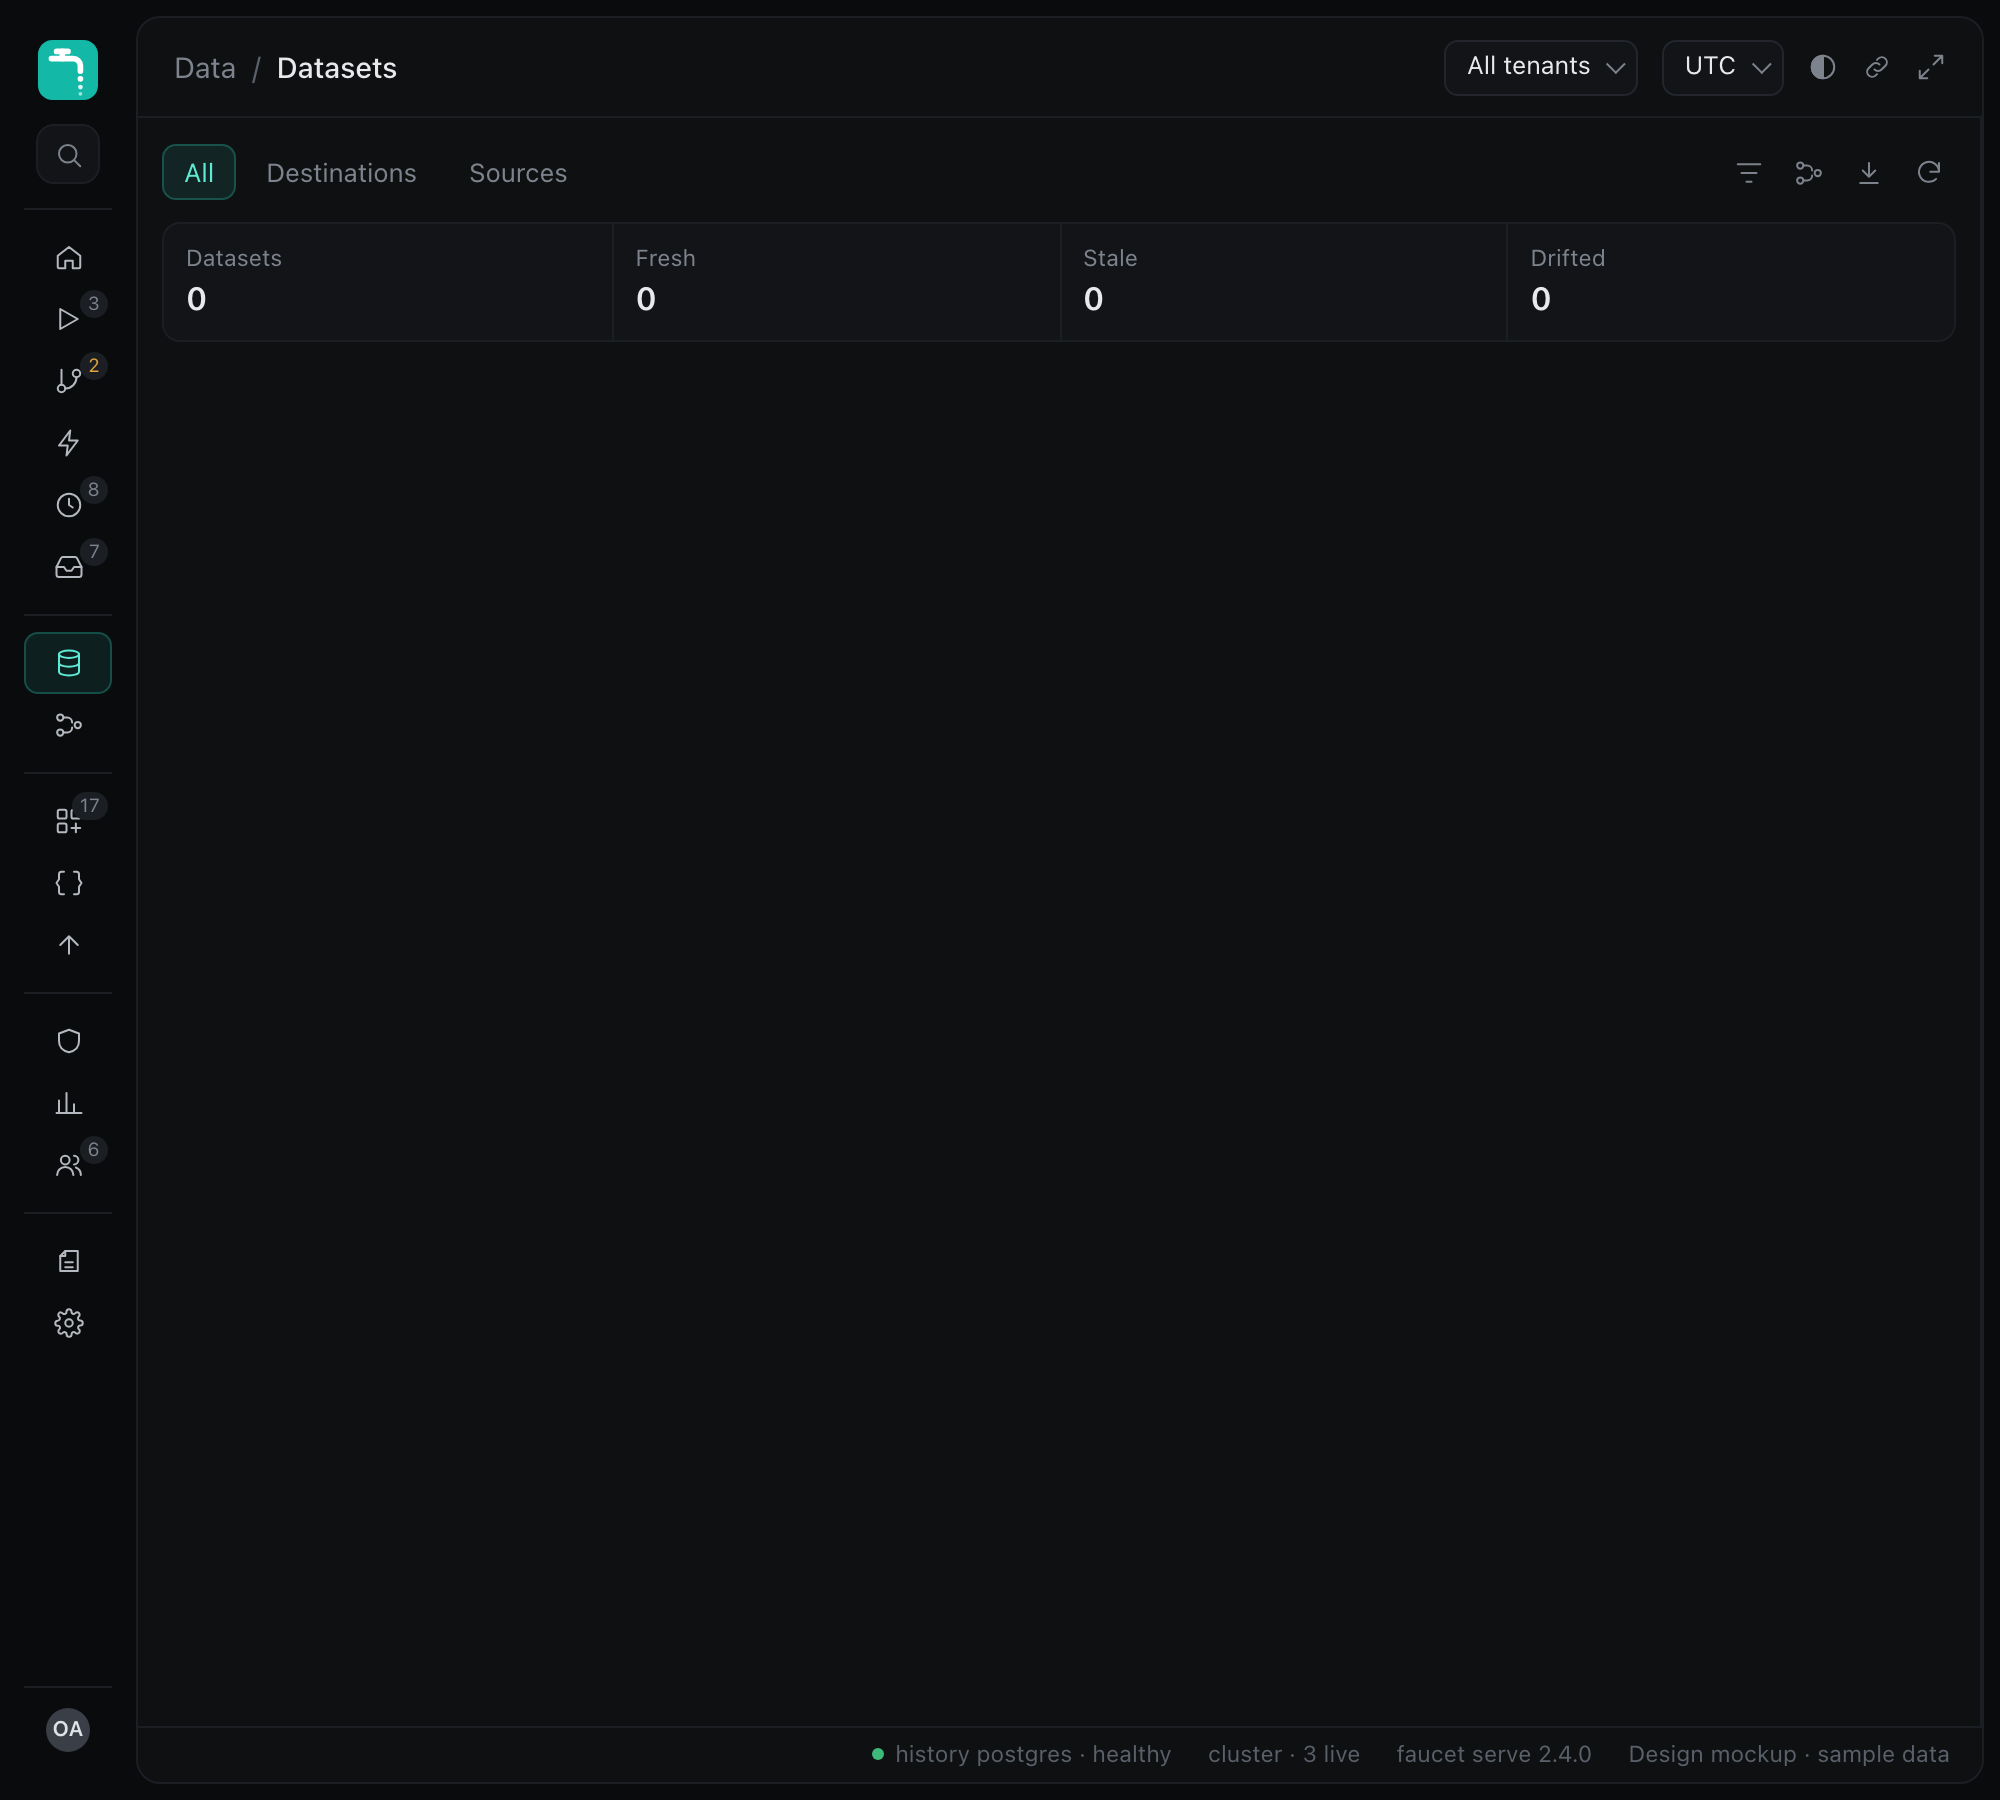 Data / Datasets
All tenants
UTC
All
Destinations
Sources
Datasets
0
Fresh
0
Stale
0
Drifted
0
3
2
8
7
17
6
OA
history postgres · healthy
cluster · 3 live
faucet serve 2.4.0
Design mockup · sample data